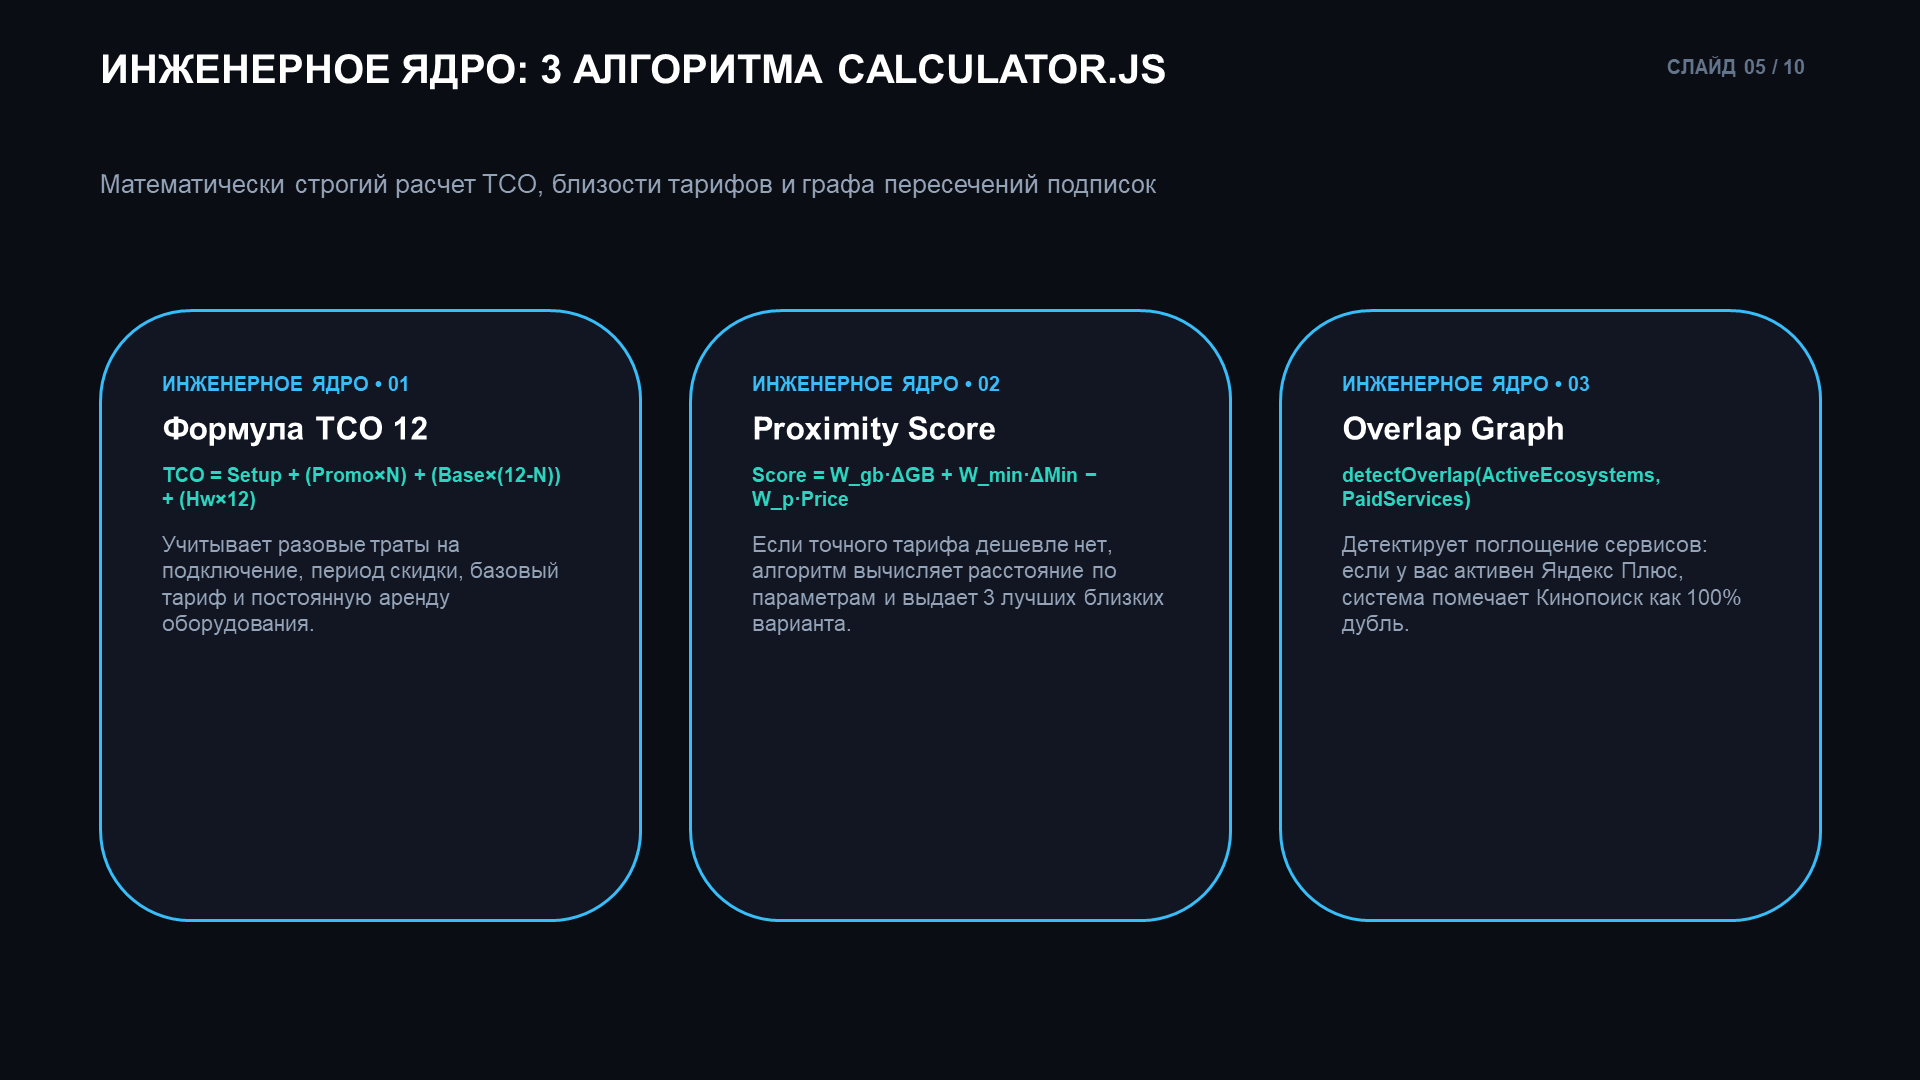 ИНЖЕНЕРНОЕ ЯДРО: 3 АЛГОРИТМА CALCULATOR.JS
СЛАЙД 05 / 10
Математически строгий расчет TCO, близости тарифов и графа пересечений подписок
ИНЖЕНЕРНОЕ ЯДРО • 01
Формула TCO 12
TCO = Setup + (Promo×N) + (Base×(12-N))
+ (Hw×12)
Учитывает разовые траты на
подключение, период скидки, базовый
тариф и постоянную аренду
оборудования.
ИНЖЕНЕРНОЕ ЯДРО • 02
Proximity Score
Score = W_gb·ΔGB + W_min·ΔMin −
W_p·Price
Если точного тарифа дешевле нет,
алгоритм вычисляет расстояние по
параметрам и выдает 3 лучших близких
варианта.
ИНЖЕНЕРНОЕ ЯДРО • 03
Overlap Graph
detectOverlap(ActiveEcosystems,
PaidServices)
Детектирует поглощение сервисов:
если у вас активен Яндекс Плюс,
система помечает Кинопоиск как 100%
дубль.